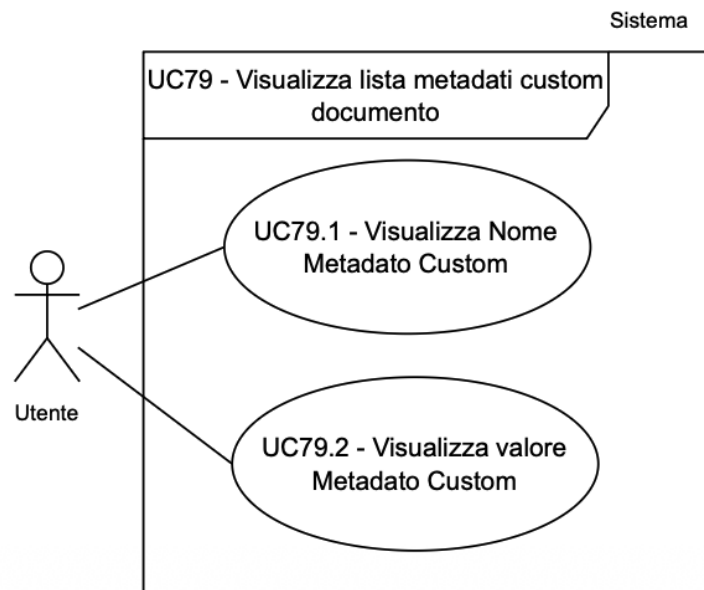 Sistema
UC79 - Visualizza lista metadati custom
documento
UC79.1 - Visualizza Nome
Metadato Custom
Utente
UC79.2 - Visualizza valore
Metadato Custom